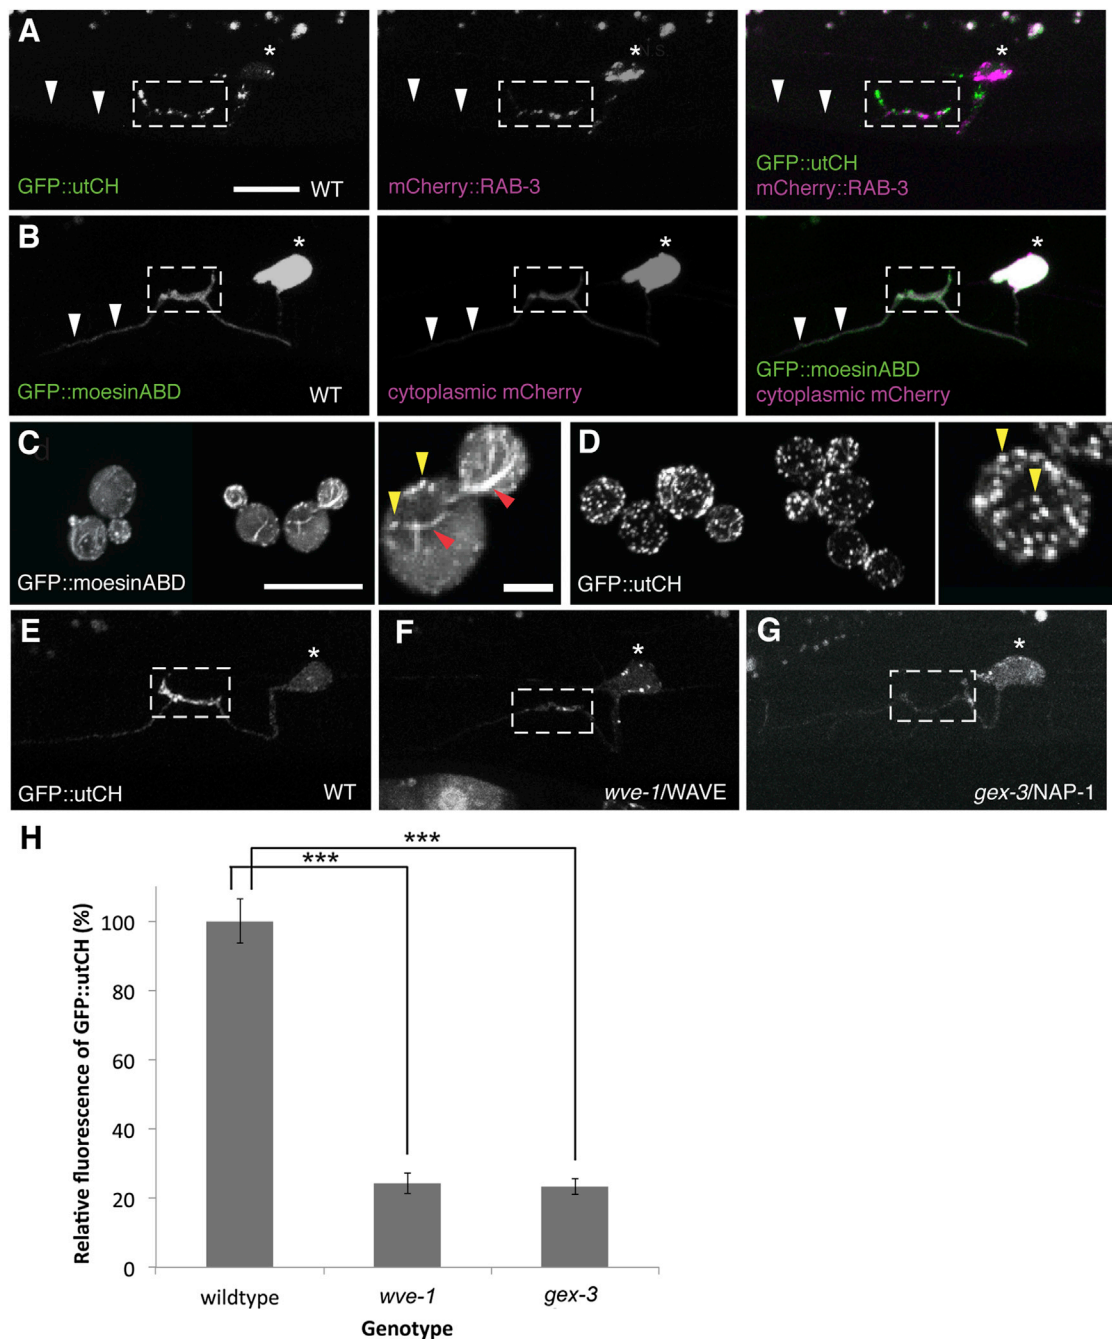 A
*
GFP::utCH
WT
n.s.
*
mCherry::RAB-3
*
GFP::utCH
mCherry::RAB-3
B
*
GFP::moesinABD
WT
*
cytoplasmic mCherry
*
GFP::moesinABD
cytoplasmic mCherry
C
d
GFP::moesinABD
D
GFP::utCH
E
*
GFP::utCH
WT
F
*
wve-1/WAVE
G
*
gex-3/NAP-1
H
***
***
Relative fluorescence of GFP::utCH (%)
100
80
60
40
20
0
wildtype
wve-1
gex-3
Genotype